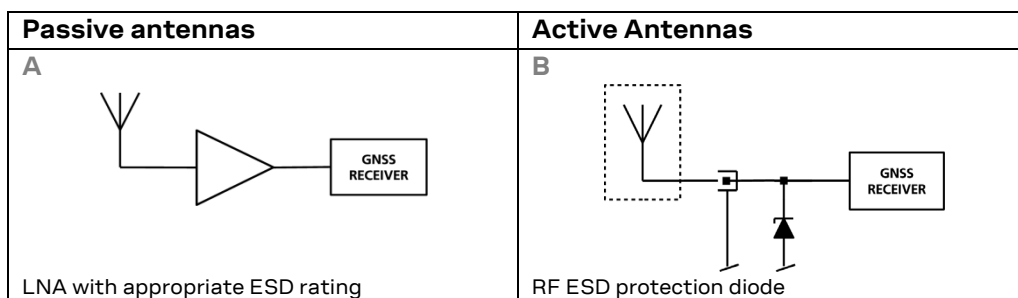 Passive antennas
Active Antennas
A
B
GNSS
RECEIVER
GNSS
RECEIVER
LNA with appropriate ESD rating
RF ESD protection diode